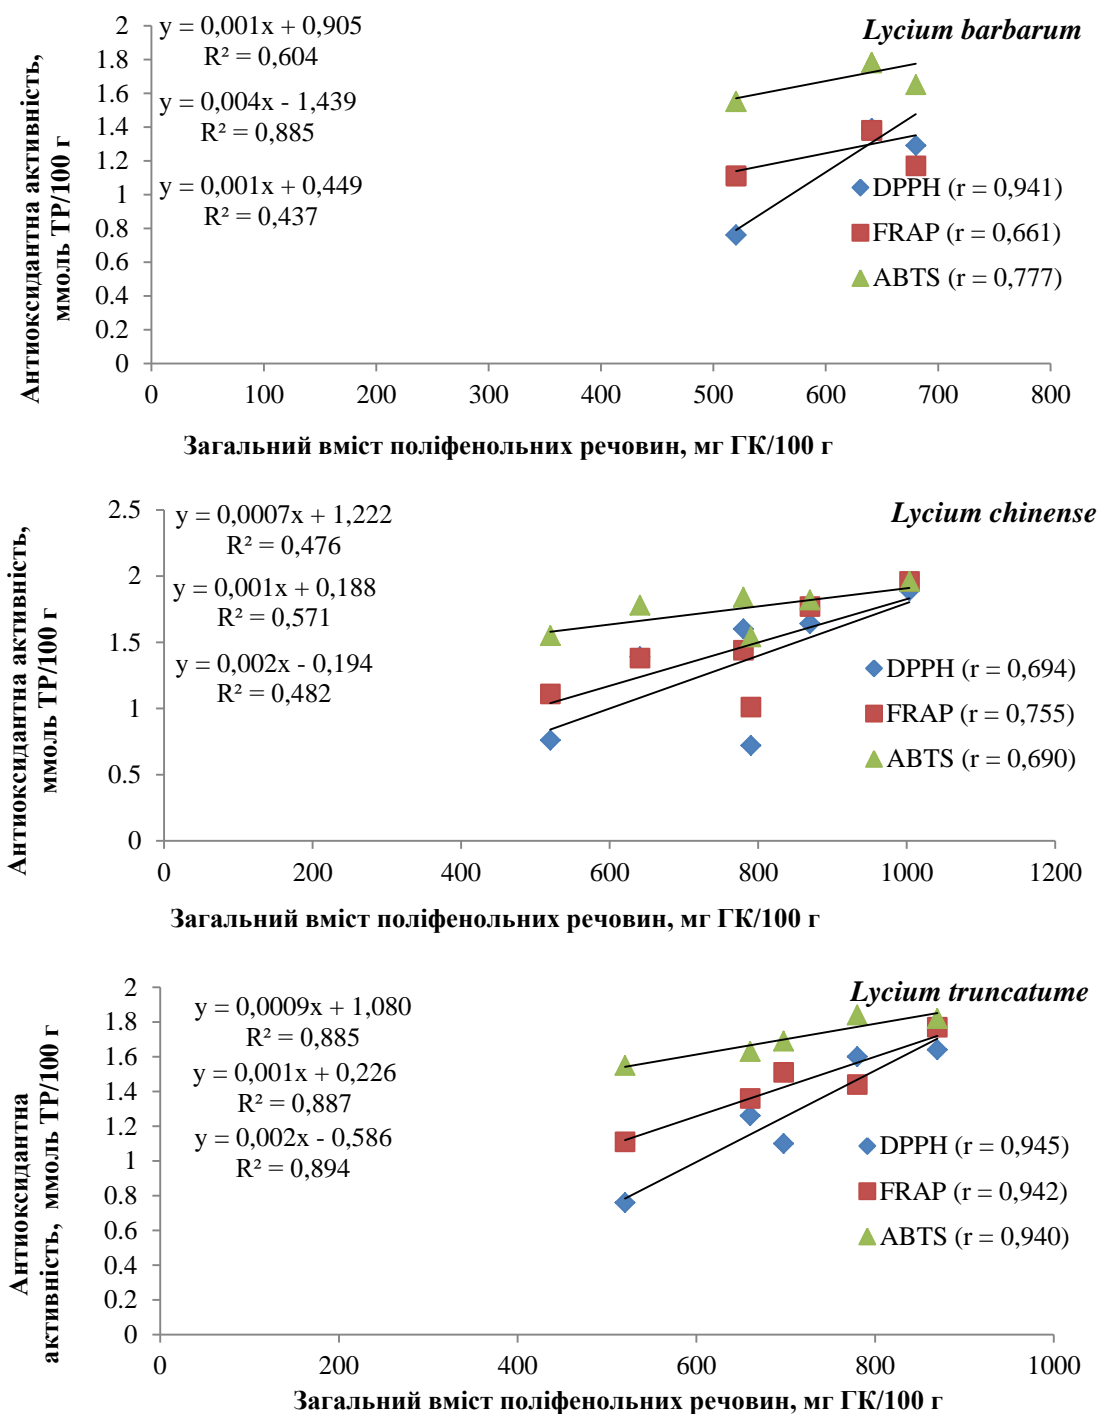 Lycium barbarum
y = 0,001x + 0,905
R² = 0,604
y = 0,004x - 1,439
R² = 0,885
y = 0,001x + 0,449
R² = 0,437
Антиоксидантна активність,
ммоль ТР/100 г
2
1.8
1.6
1.4
1.2
1
0.8
0.6
0.4
0.2
0
DPPH (r = 0,941)
FRAP (r = 0,661)
ABTS (r = 0,777)
0 100 200 300 400 500 600 700 800
Загальний вміст поліфенольних речовин, мг ГК/100 г
Lycium chinense
y = 0,0007x + 1,222
R² = 0,476
y = 0,001x + 0,188
R² = 0,571
y = 0,002x - 0,194
R² = 0,482
Антиоксидантна активність,
ммоль ТР/100 г
2.5
2
1.5
1
0.5
0
DPPH (r = 0,694)
FRAP (r = 0,755)
ABTS (r = 0,690)
0 200 400 600 800 1000 1200
Загальний вміст поліфенольних речовин, мг ГК/100 г
Lycium truncatume
y = 0,0009x + 1,080
R² = 0,885
y = 0,001x + 0,226
R² = 0,887
y = 0,002x - 0,586
R² = 0,894
Антиоксидантна
активність, ммоль ТР/100 г
2
1.8
1.6
1.4
1.2
1
0.8
0.6
0.4
0.2
0
DPPH (r = 0,945)
FRAP (r = 0,942)
ABTS (r = 0,940)
0 200 400 600 800 1000
Загальний вміст поліфенольних речовин, мг ГК/100 г